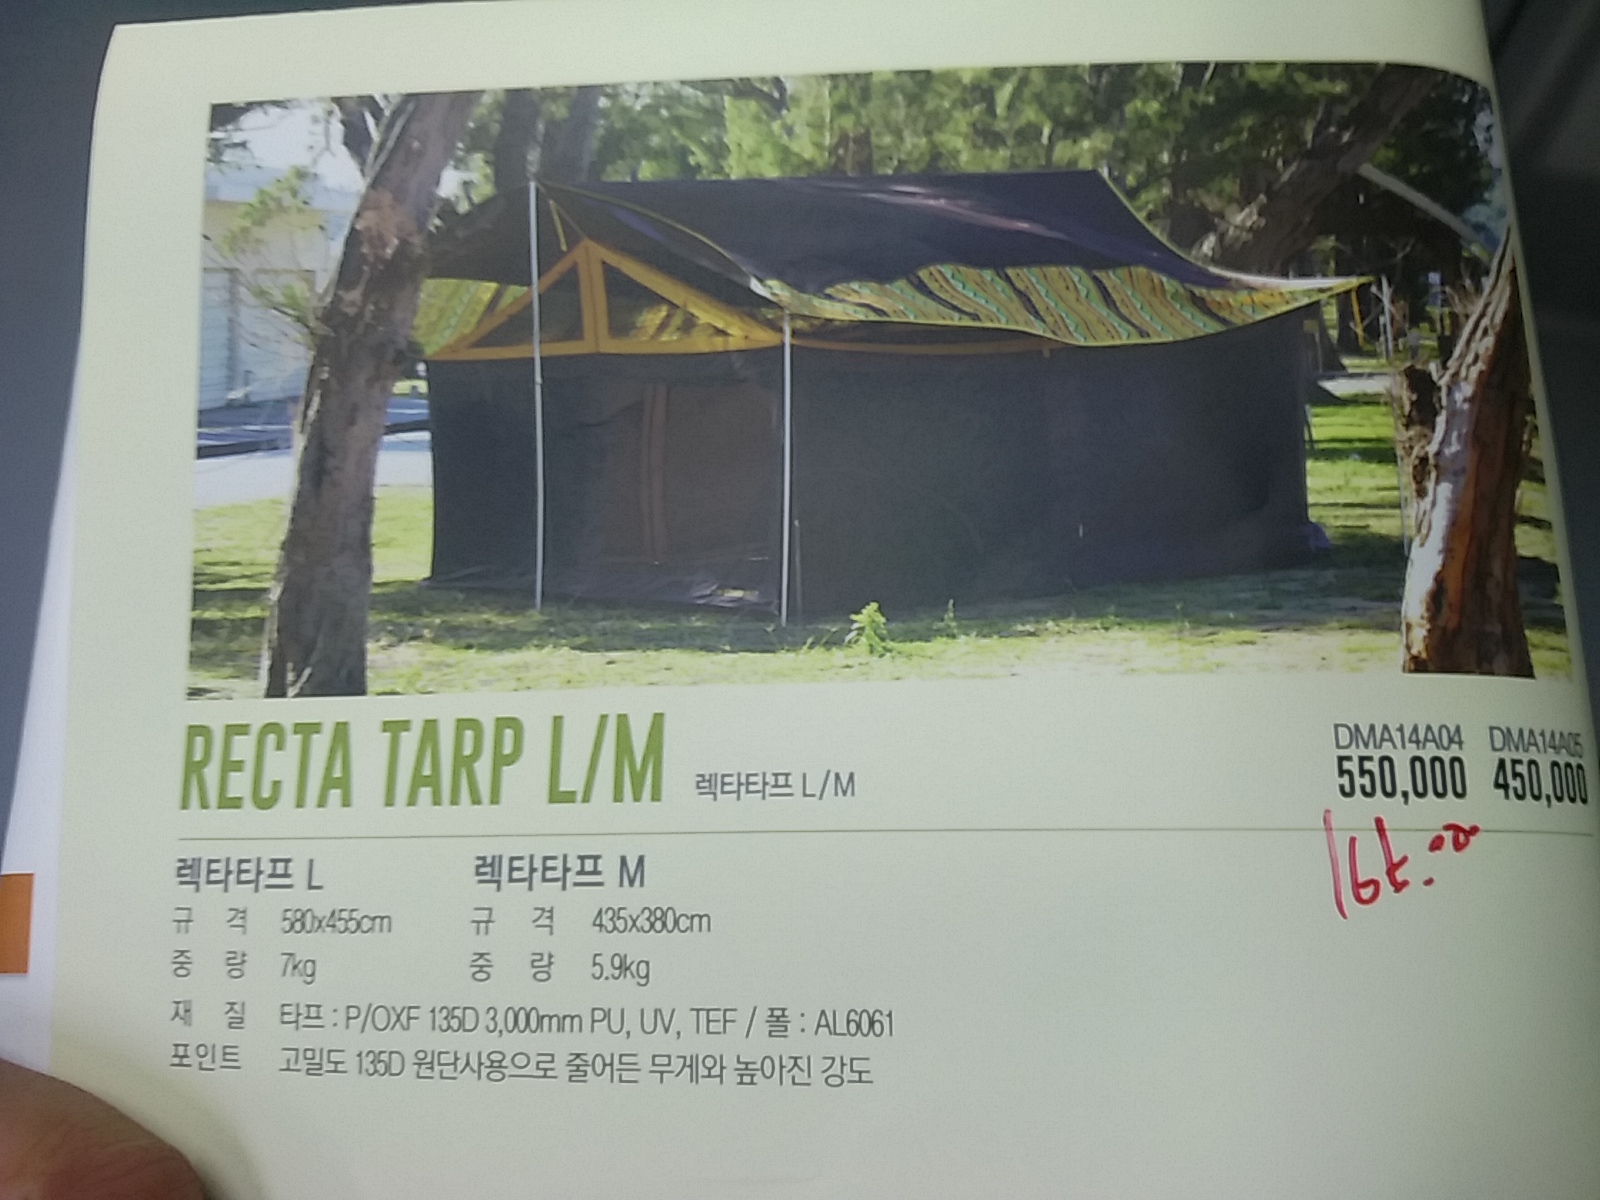 RECTA TARP L/M 렉타타프 L/M
DMA14A04 DMA14A05
550,000 450,000
렉타타프 L 렉타타프 M
규 격 580x455cm 규 격 435x380cm
중 량 7kg 중 량 5.9kg
재 질 타프 : P/OXF 135D 3,000mm PU, UV, TEF / 폴 : AL6061
포인트 고밀도 135D 원단사용으로 줄어든 무게와 높아진 강도